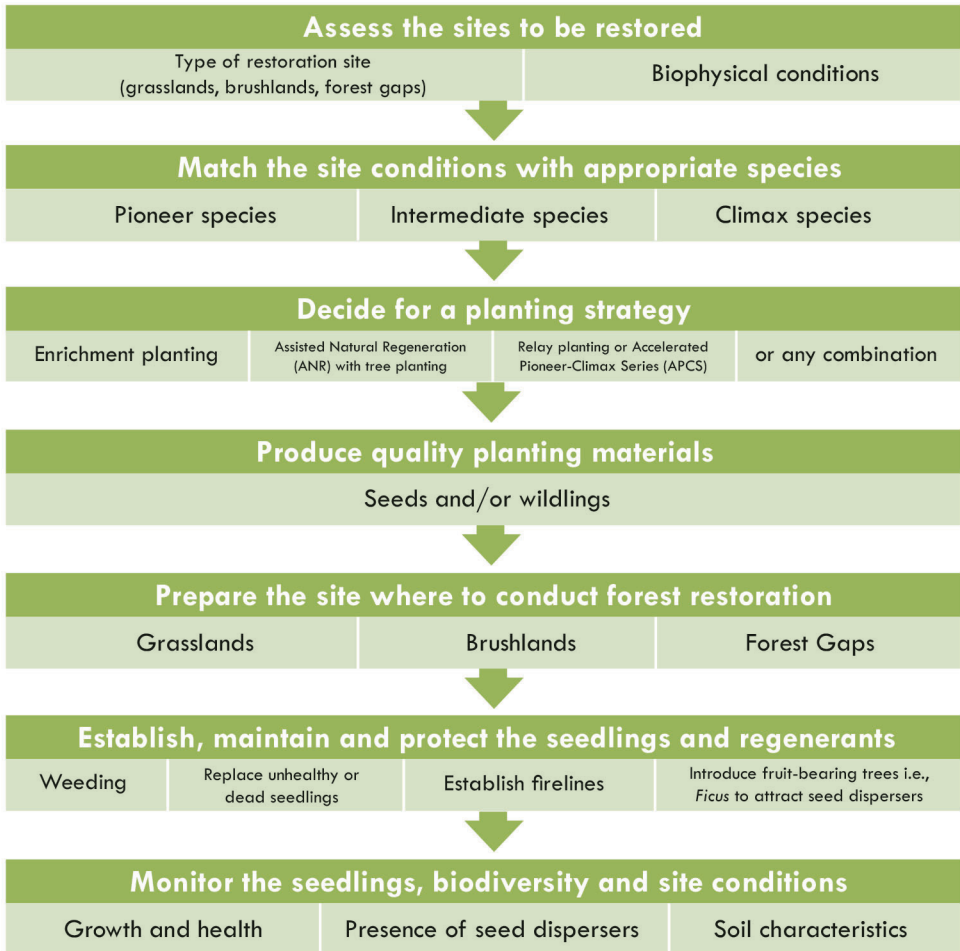 Assess the sites to be restored
Type of restoration site
(grasslands, brushlands, forest gaps)
Biophysical conditions
Match the site conditions with appropriate species
Pioneer species
Intermediate species
Climax species
Decide for a planting strategy
Enrichment planting
Assisted Natural Regeneration
(ANR) with tree planting
Relay planting or Accelerated
Pioneer-Climax Series (APCS)
or any combination
Produce quality planting materials
Seeds and/or wildlings
Prepare the site where to conduct forest restoration
Grasslands
Brushlands
Forest Gaps
Establish, maintain and protect the seedlings and regenerants
Weeding
Replace unhealthy or
dead seedlings
Establish firelines
Introduce fruit-bearing trees i.e.,
Ficus to attract seed dispersers
Monitor the seedlings, biodiversity and site conditions
Growth and health
Presence of seed dispersers
Soil characteristics